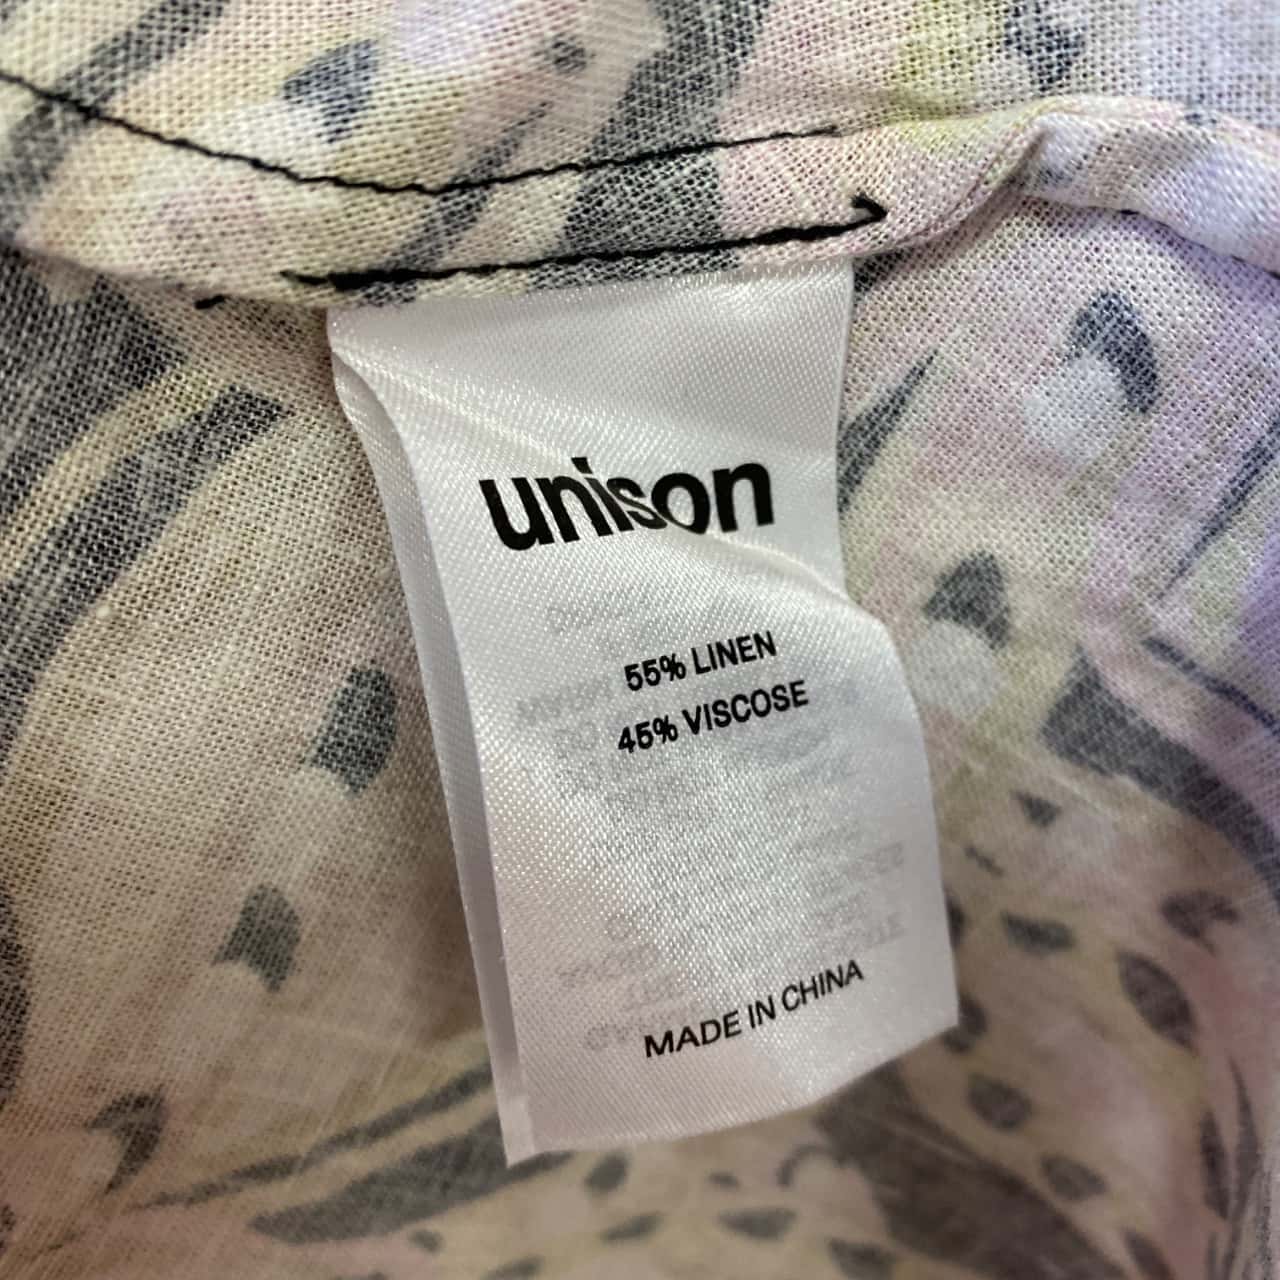 unison
55% LINEN
45% VISCOSE
MADE IN CHINA